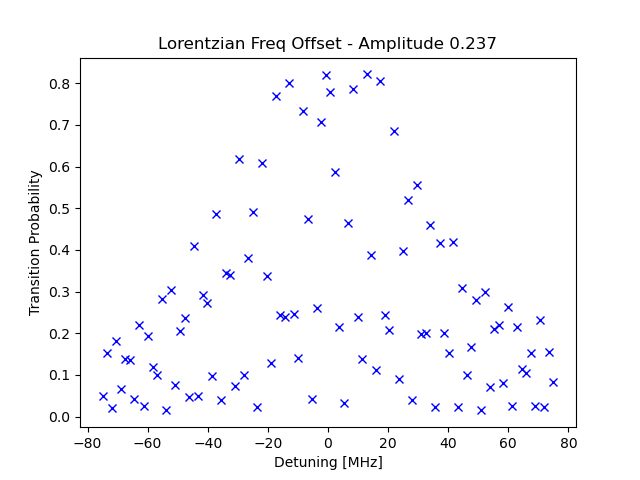 Lorentzian Freq Offset - Amplitude 0.237
0.8
0.7
0.6
0.5
0.4
0.3
0.2
0.1
0.0
Transition Probability
−80 −60 −40 −20 0 20 40 60 80
Detuning [MHz]